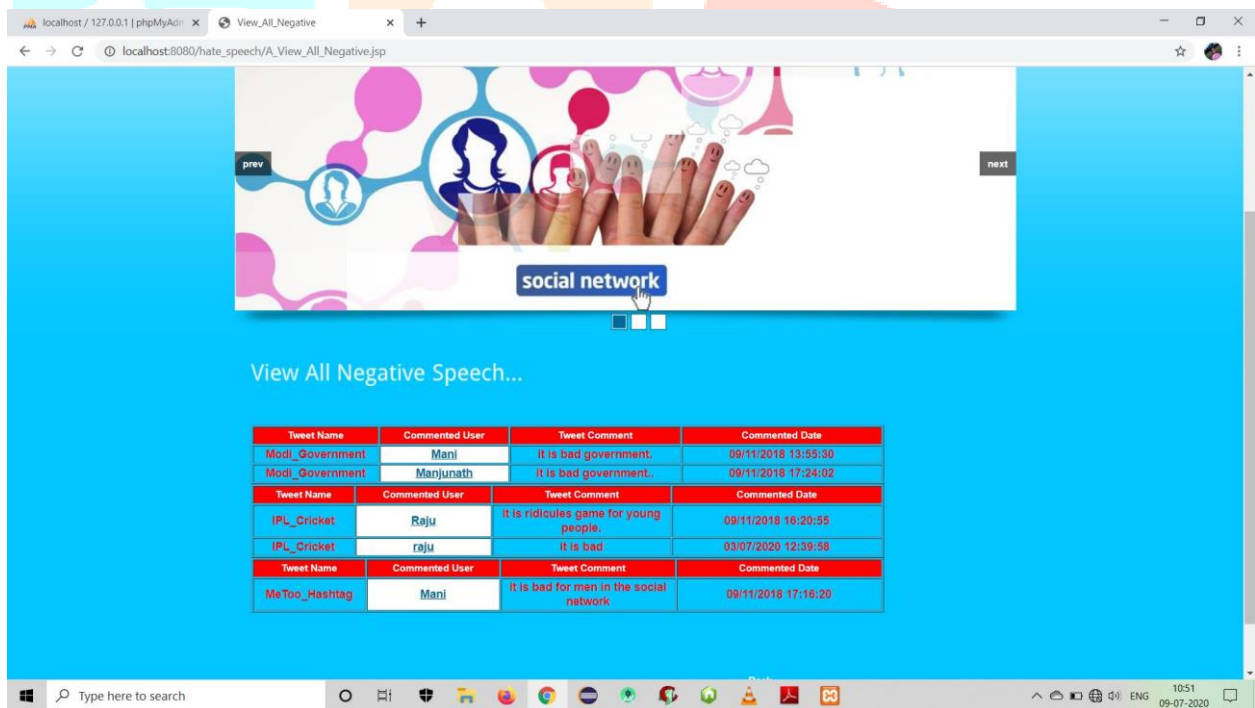 localhost / 127.0.0.1 | phpMyAdm
View_All_Negative
localhost:8080/hate_speech/A_View_All_Negative.jsp
prev
next
social network
View All Negative Speech...
Tweet Name Commented User Tweet Comment Commented Date
Modi_Government Mani it is bad government. 09/11/2018 13:55:30
Modi_Government Manjunath it is bad government.. 09/11/2018 17:24:02
Tweet Name Commented User Tweet Comment Commented Date
IPL_Cricket Raju it is ridicules game for young
people. 09/11/2018 16:20:55
IPL_Cricket raju it is bad 03/07/2020 12:39:58
Tweet Name Commented User Tweet Comment Commented Date
MeToo_Hashtag Mani it is bad for men in the social
network 09/11/2018 17:16:20
Type here to search
ENG
10:51
09-07-2020